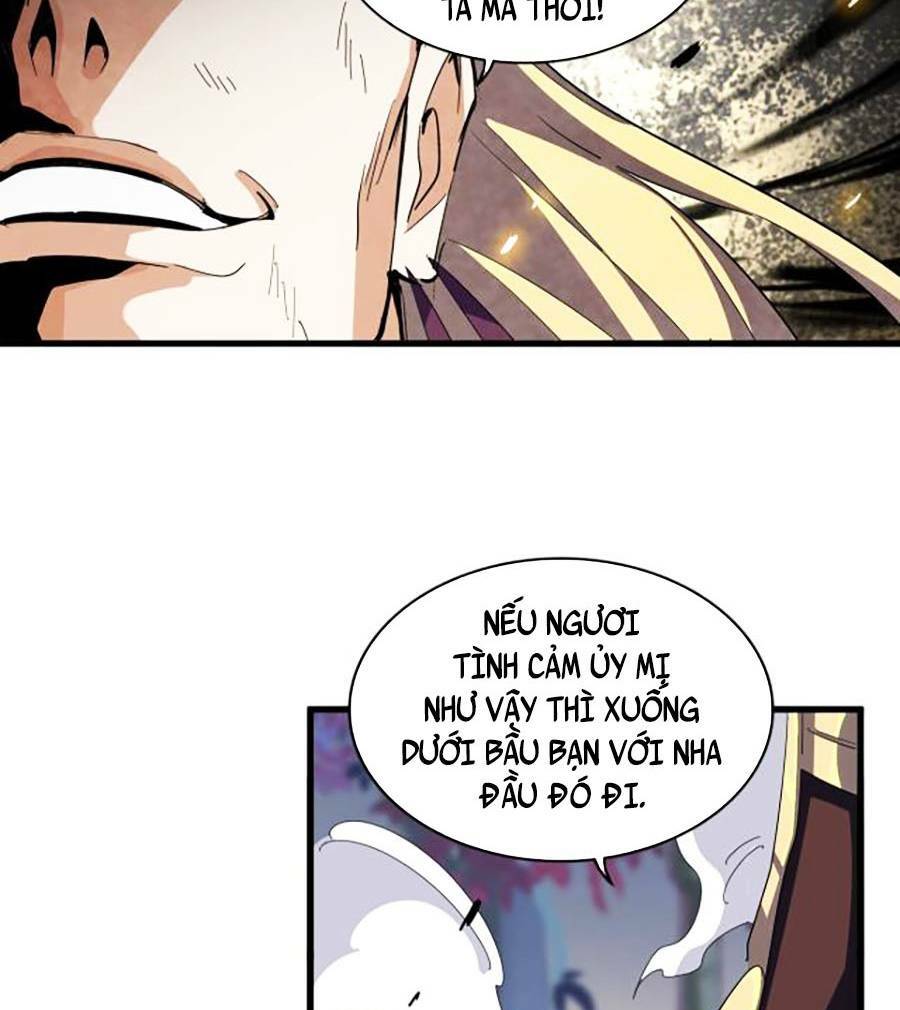 TA MÀ THÔI!
NẾU NGƯƠI
TÌNH CẢM ỦY MỊ
NHƯ VẬY THÌ XUỐNG
DƯỚI BẦU BẠN VỚI NHA
ĐẦU ĐÓ ĐI.